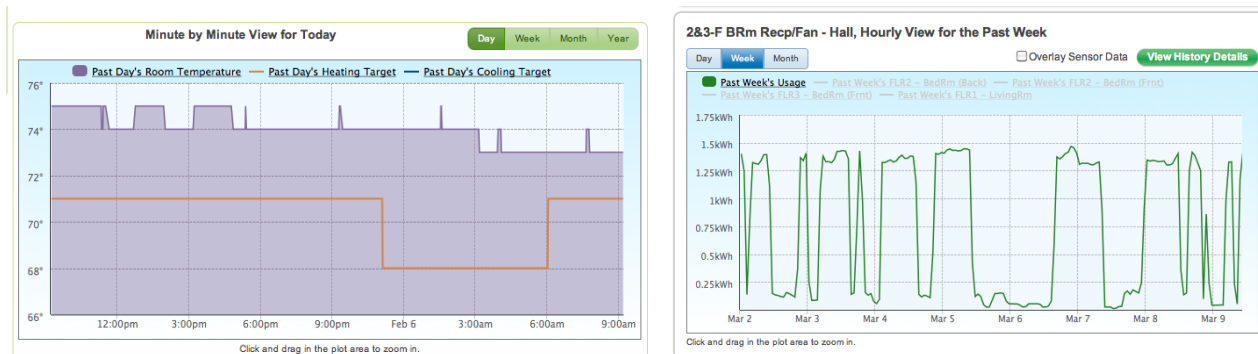 Minute by Minute View for Today
Day Week Month Year
Past Day's Room Temperature Past Day's Heating Target Past Day's Cooling Target
76°
74°
72°
70°
68°
66°
12:00pm 3:00pm 6:00pm 9:00pm Feb 6 3:00am 6:00am 9:00am
Click and drag in the plot area to zoom in.
2&3-F BRm Recp/Fan - Hall, Hourly View for the Past Week
Day Week Month
Overlay Sensor Data View History Details
Past Week's Usage Past Week's FLR2 - BedRm (Back) Past Week's FLR2 - BedRm (Frnt)
Past Week's FLR3 - BedRm (Frnt) Past Week's FLR1 - LivingRm
1.75kWh
1.5kWh
1.25kWh
1kWh
0.75kWh
0.5kWh
0.25kWh
Mar 2 Mar 3 Mar 4 Mar 5 Mar 6 Mar 7 Mar 8 Mar 9
Click and drag in the plot area to zoom in.